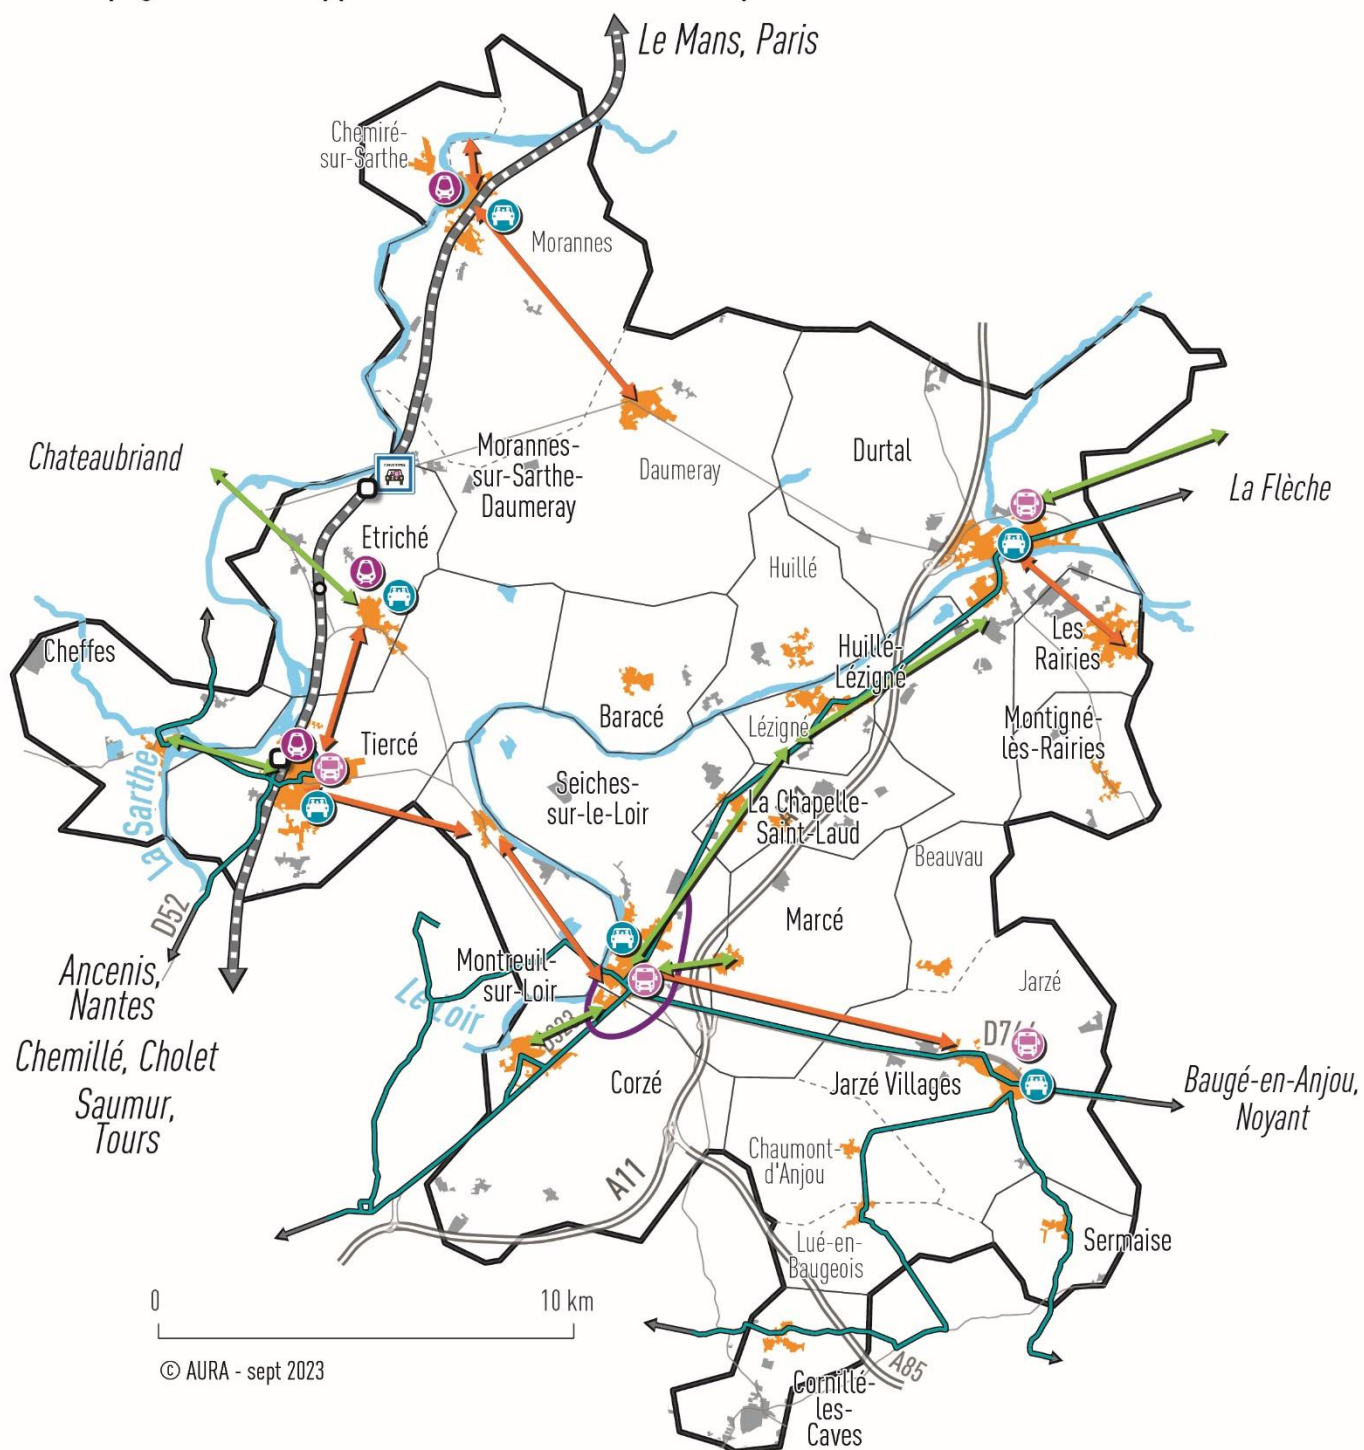 Le Mans, Paris
Chemiré-
sur-Sarthe
Morannes
Chateaubriand
Morannes-
sur-Sarthe-
Daumeray
Daumeray
Durtal
La Flèche
Etriché
Huillé
Cheffes
Huillé-
Lézigné
Les
Rairies
Baracé
Lézigné
Montigné-
lès-Rairies
Tiercé
La Sarthe
Seiches-
sur-le-Loir
La Chapelle-
Saint-Laud
Beauvau
Marcé
D52
Ancenis,
Nantes
Chemillé, Cholet
Saumur,
Tours
Montreuil-
sur-Loir
Le Loir
D323
Jarzé
Corzé
Jarzé Villages
Baugé-en-Anjou,
Noyant
Chaumont-
d'Anjou
A11
Lué-en-
Baugeois
Sermaise
0
10 km
© AURA - sept 2023
A85
Cornillé-
les-
Caves